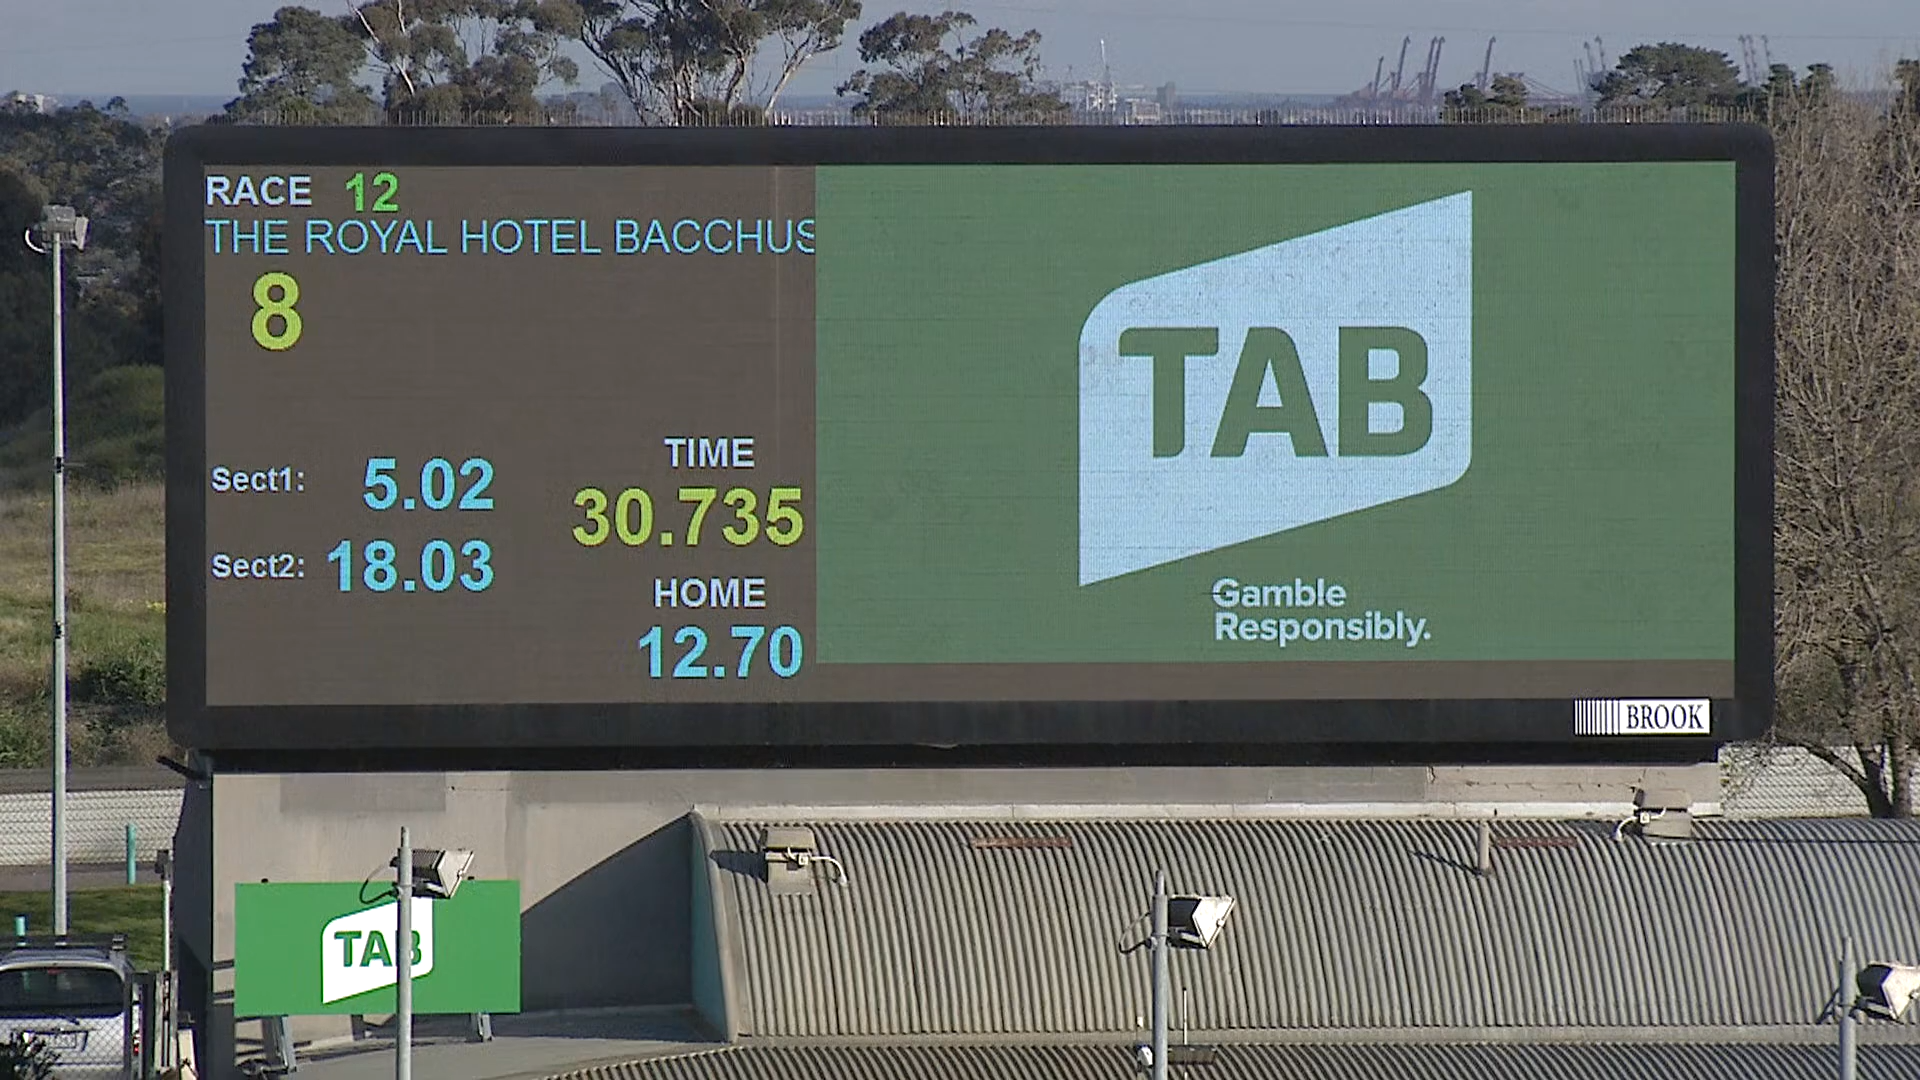 RACE 12
THE ROYAL HOTEL BACCHUS
8
Sect1: 5.02
Sect2: 18.03
TIME
30.735
HOME
12.70
TAB
Gamble
Responsibly.
BROOK
TAB